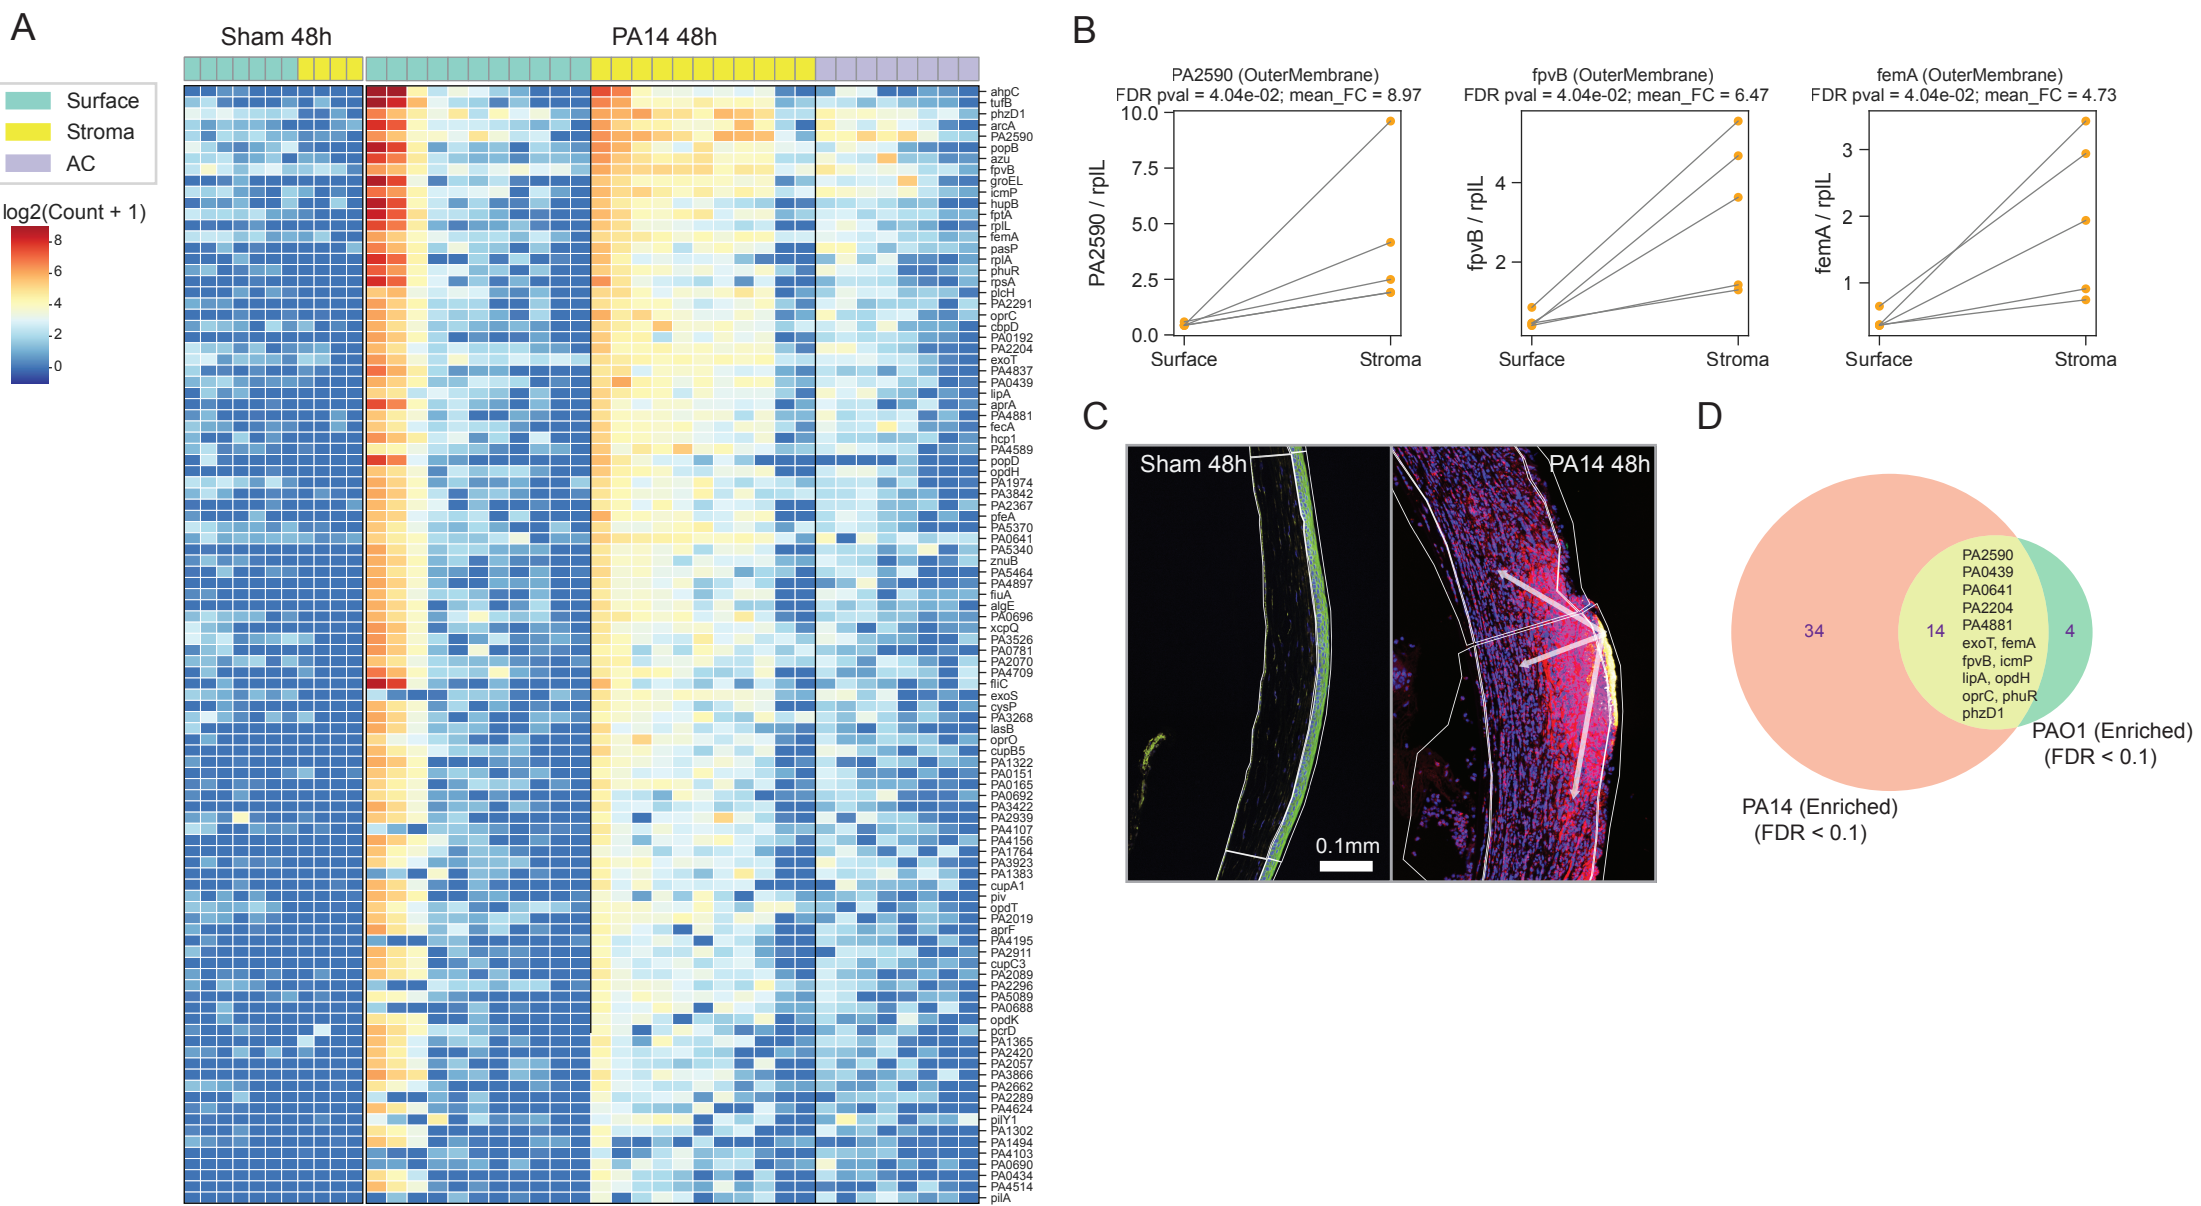 A
Sham 48h
PA14 48h
Surface
Stroma
AC
log2(Count + 1)
8
6
4
2
0
ahpC
tufB
phzD1
arcA
PA2590
popB
azu
fpvB
groEL
icmP
hupB
fptA
rplL
femA
pasP
rplA
phuR
rpsA
plcH
PA2291
oprC
cbpD
PA0192
PA2204
exoT
PA4837
PA0439
lipA
aprA
PA4881
fecA
hcp1
PA4589
popD
opdH
PA1974
PA3842
PA2367
pfeA
PA5370
PA0641
PA5340
znuB
PA5464
PA4897
fiuA
algE
PA0696
xcpQ
PA3526
PA0781
PA2070
PA4709
fliC
exoS
cysP
PA3268
lasB
oprO
cupB5
PA1322
PA0151
PA0165
PA0692
PA3422
PA2939
PA4107
PA4156
PA1764
PA3923
PA1383
cupA1
piv
opdT
PA2019
aprF
PA4195
PA2911
cupC3
PA2089
PA2296
PA5089
PA0688
opdK
pcrD
PA1365
PA2420
PA2057
PA3866
PA2662
PA2289
PA4624
pilY1
PA1302
PA1494
PA4103
PA0690
PA0434
PA4514
pilA
B
PA2590 (OuterMembrane)
FDR pval = 4.04e-02; mean_FC = 8.97
PA2590 / rplL
10.0
7.5
5.0
2.5
0.0
Surface Stroma
fpvB (OuterMembrane)
FDR pval = 4.04e-02; mean_FC = 6.47
fpvB / rplL
4
2
Surface Stroma
femA (OuterMembrane)
FDR pval = 4.04e-02; mean_FC = 4.73
femA / rplL
3
2
1
Surface Stroma
C
Sham 48h
PA14 48h
0.1mm
D
34
14
PA2590
PA0439
PA0641
PA2204
PA4881
exoT, femA
fpvB, icmP
lipA, opdH
oprC, phuR
phzD1
4
PAO1 (Enriched)
(FDR < 0.1)
PA14 (Enriched)
(FDR < 0.1)